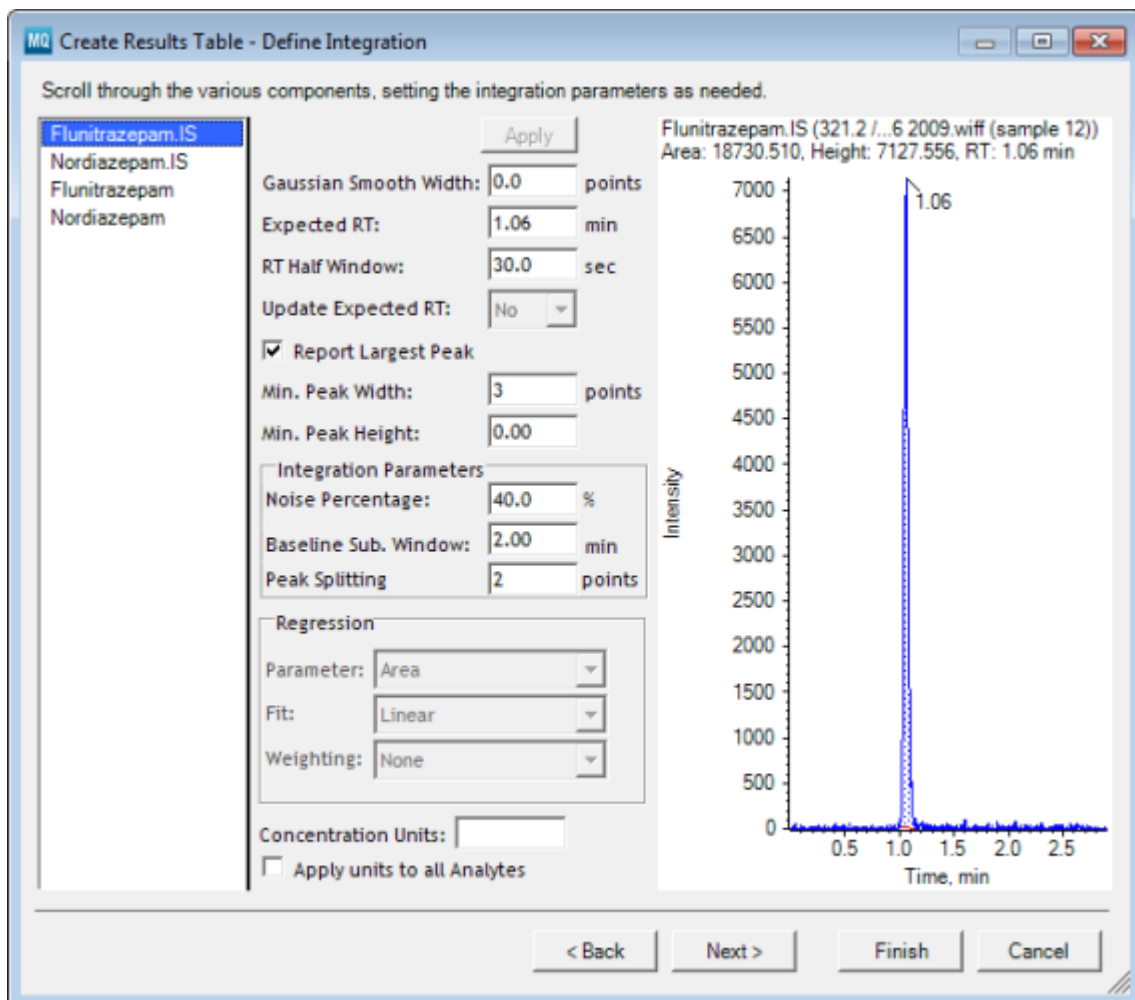 MQ Create Results Table - Define Integration
Scroll through the various components, setting the integration parameters as needed.
Flunitrazepam.IS
Nordiazepam.IS
Flunitrazepam
Nordiazepam
Apply
Gaussian Smooth Width: 0.0 points
Expected RT: 1.06 min
RT Half Window: 30.0 sec
Update Expected RT: No
Report Largest Peak
Min. Peak Width: 3 points
Min. Peak Height: 0.00
Integration Parameters
Noise Percentage: 40.0 %
Baseline Sub. Window: 2.00 min
Peak Splitting 2 points
Regression
Parameter: Area
Fit: Linear
Weighting: None
Concentration Units:
Apply units to all Analytes
Flunitrazepam.IS (321.2 /...6 2009.wiff (sample 12))
Area: 18730.510, Height: 7127.556, RT: 1.06 min
1.06
7000
6500
6000
5500
5000
4500
4000
3500
3000
2500
2000
1500
1000
500
0
Intensity
0.5 1.0 1.5 2.0 2.5
Time, min
< Back Next > Finish Cancel